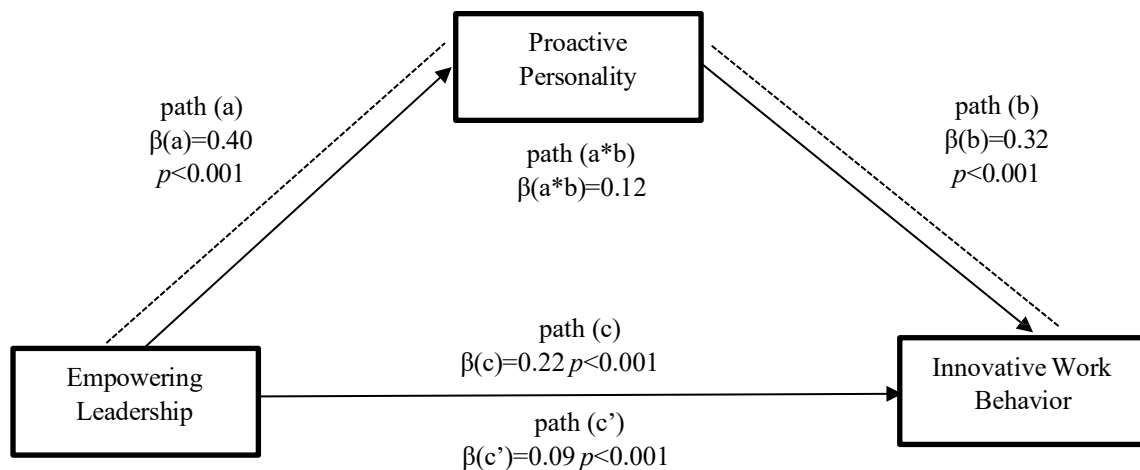 Proactive
Personality
path (a)
β(a)=0.40
p<0.001
path (b)
β(b)=0.32
p<0.001
path (a*b)
β(a*b)=0.12
path (c)
β(c)=0.22 p<0.001
Empowering
Leadership
Innovative Work
Behavior
path (c’)
β(c’)=0.09 p<0.001